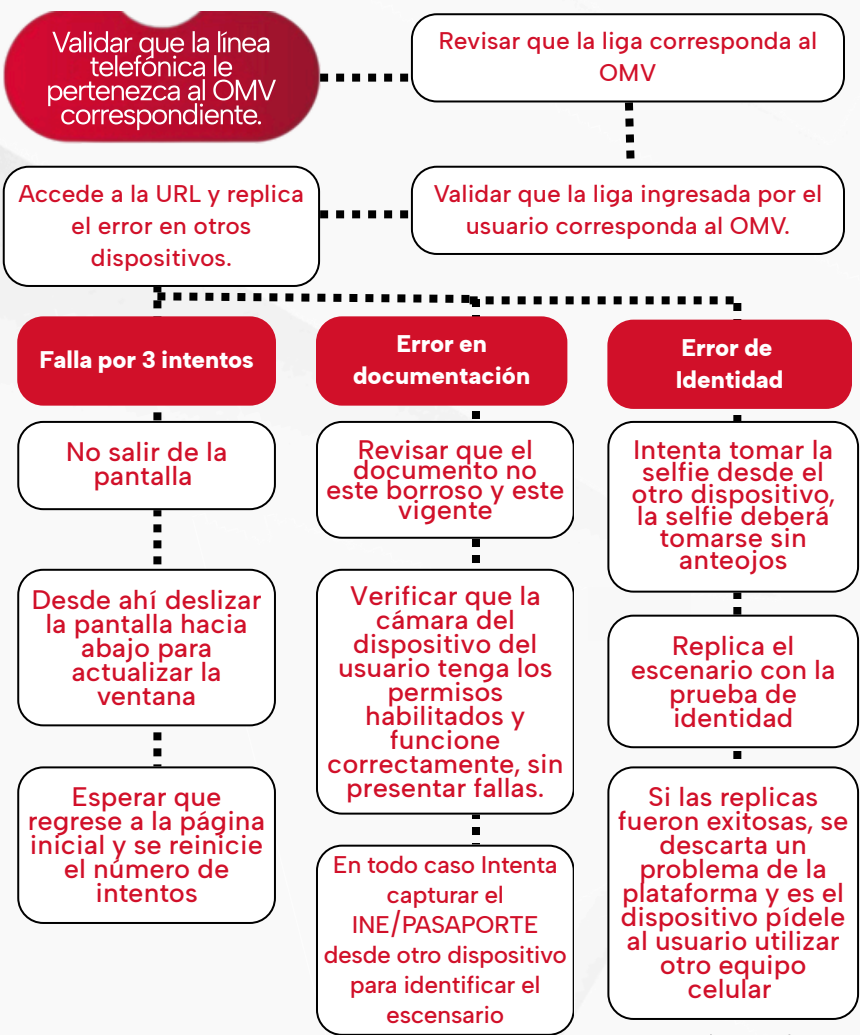 Validar que la línea
telefónica le
pertenezca al OMV
correspondiente.
Revisar que la liga corresponda al
OMV
Accede a la URL y replica
el error en otros
dispositivos.
Validar que la liga ingresada por el
usuario corresponda al OMV.
Falla por 3 intentos
No salir de la
pantalla
Desde ahí deslizar
la pantalla hacia
abajo para
actualizar la
ventana
Esperar que
regrese a la página
inicial y se reinicie
el número de
intentos
Error en
documentación
Revisar que el
documento no
este borroso y este
vigente
Verificar que la
cámara del
dispositivo del
usuario tenga los
permisos
habilitados y
funcione
correctamente, sin
presentar fallas.
En todo caso Intenta
capturar el
INE/PASAPORTE
desde otro dispositivo
para identificar el
escensario
Error de
Identidad
Intenta tomar la
selfie desde el
otro dispositivo,
la selfie deberá
tomarse sin
anteojos
Replica el
escenario con la
prueba de
identidad
Si las replicas
fueron exitosas, se
descarta un
problema de la
plataforma y es el
dispositivo pídele
al usuario utilizar
otro equipo
celular